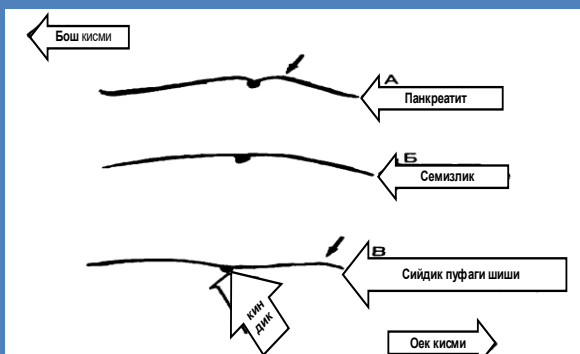 Бош кисми
А
Панкреатит
Б
Семизлик
В
Сийдик пуфаги шиши
кин
дик
Оек кисми